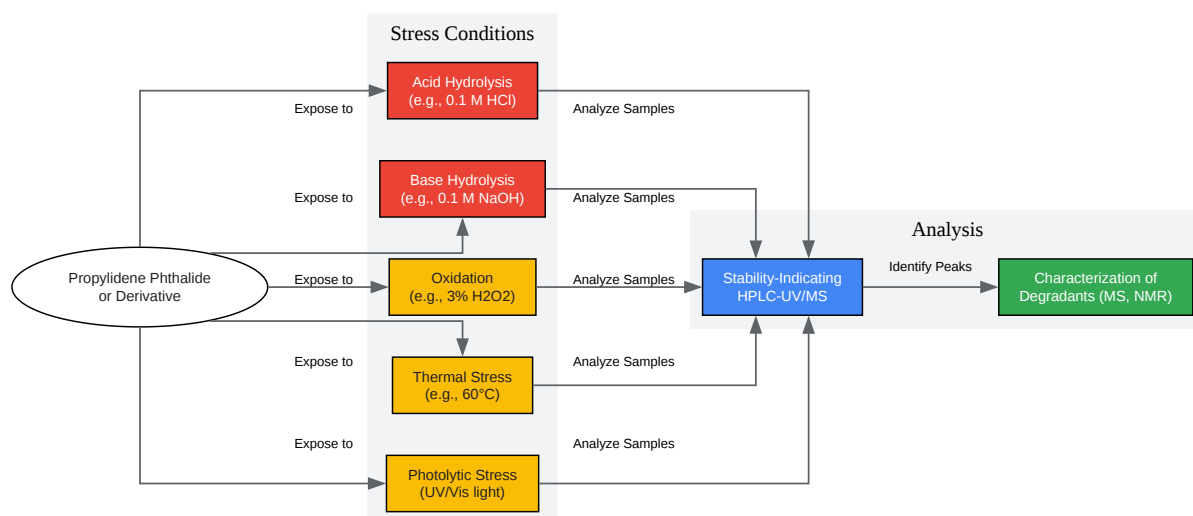 Stress Conditions
Acid Hydrolysis
(e.g., 0.1 M HCl)
Expose to
Analyze Samples
Base Hydrolysis
(e.g., 0.1 M NaOH)
Expose to
Analyze Samples
Analysis
Propylidene Phthalide
or Derivative
Expose to
Oxidation
(e.g., 3% H2O2)
Analyze Samples
Stability-Indicating
HPLC-UV/MS
Identify Peaks
Characterization of
Degradants (MS, NMR)
Expose to
Thermal Stress
(e.g., 60°C)
Analyze Samples
Expose to
Photolytic Stress
(UV/Vis light)
Analyze Samples